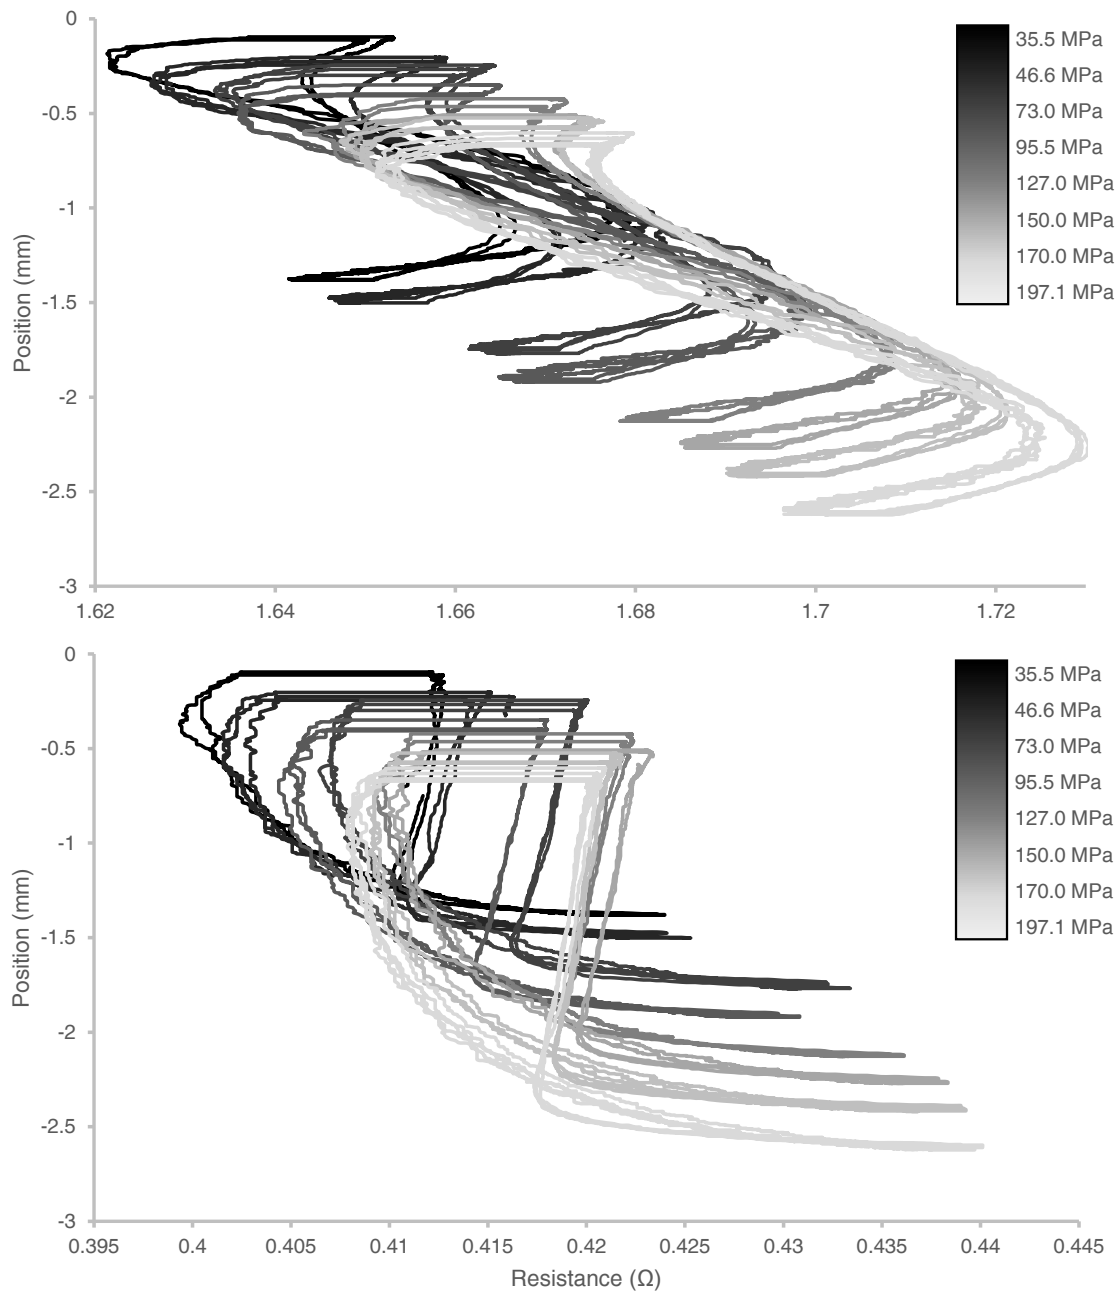 0
-0.5
-1
-1.5
-2
-2.5
-3
Position (mm)
1.62
1.64
1.66
1.68
1.7
1.72
35.5 MPa
46.6 MPa
73.0 MPa
95.5 MPa
127.0 MPa
150.0 MPa
170.0 MPa
197.1 MPa
0
-0.5
-1
-1.5
-2
-2.5
-3
Position (mm)
0.395
0.4
0.405
0.41
0.415
0.42
0.425
0.43
0.435
0.44
0.445
Resistance (Ω)
35.5 MPa
46.6 MPa
73.0 MPa
95.5 MPa
127.0 MPa
150.0 MPa
170.0 MPa
197.1 MPa